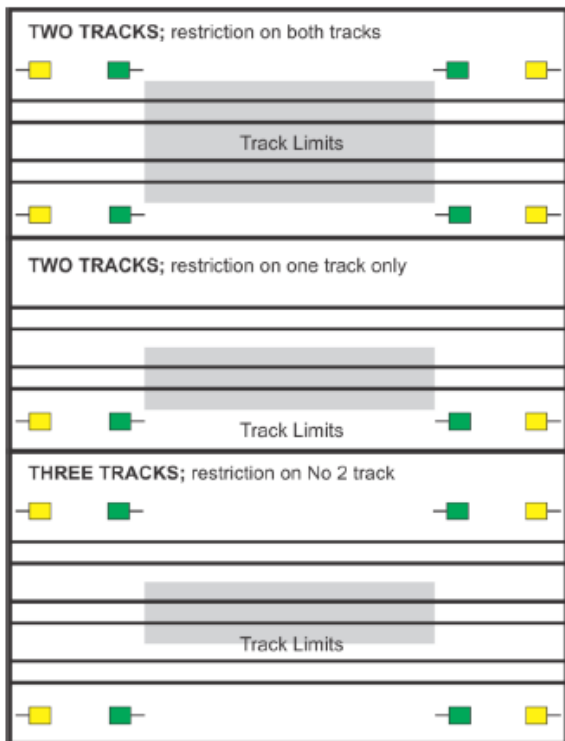 TWO TRACKS; restriction on both tracks
Track Limits
TWO TRACKS; restriction on one track only
Track Limits
THREE TRACKS; restriction on No 2 track
Track Limits